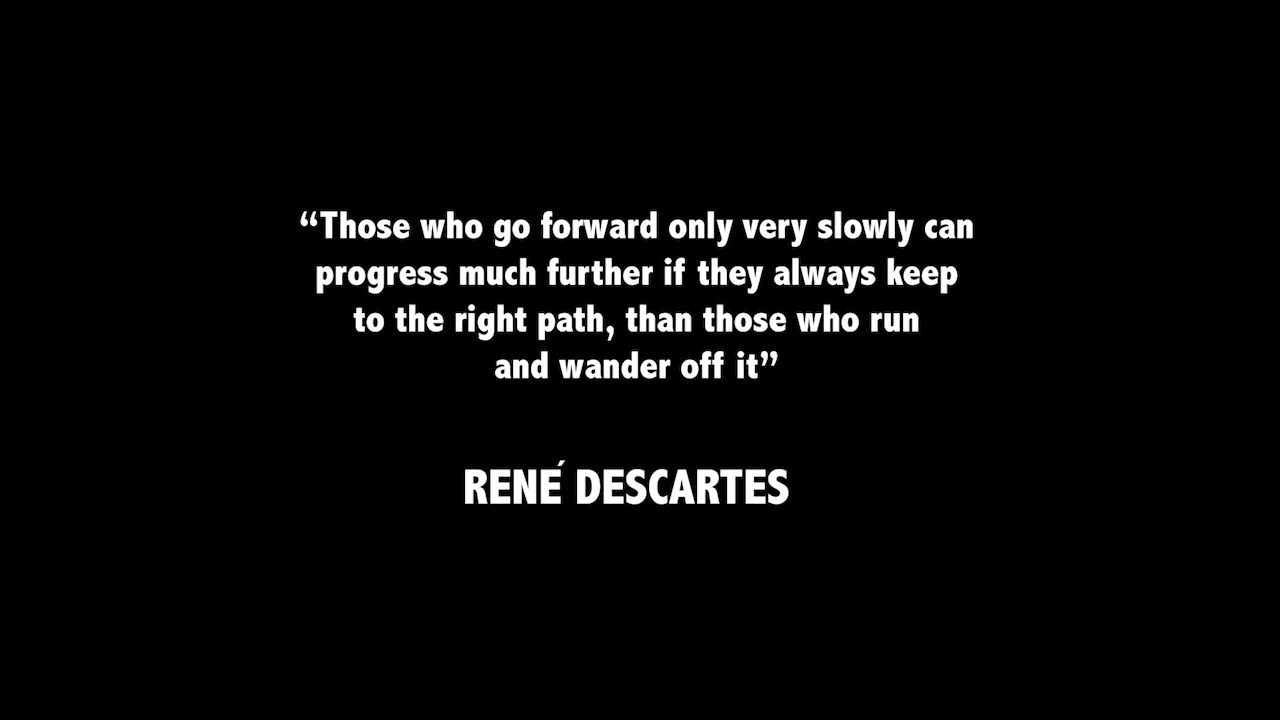 “Those who go forward only very slowly can
progress much further if they always keep
to the right path, than those who run
and wander off it”
RENÉ DESCARTES